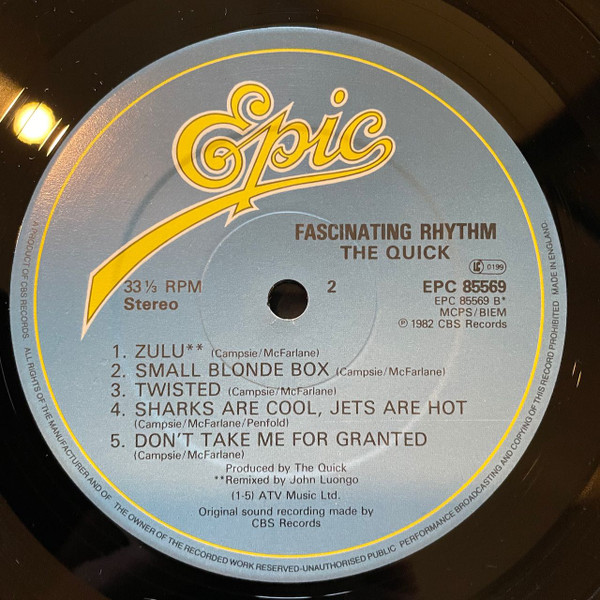 Epic
FASCINATING RHYTHM
THE QUICK
33 ⅓ RPM
Stereo
2
LC 0199
EPC 85569
EPC 85569 B*
MCPS/BIEM
℗ 1982 CBS Records
1. ZULU** (Campsie/McFarlane)
2. SMALL BLONDE BOX (Campsie/McFarlane)
3. TWISTED (Campsie/McFarlane)
4. SHARKS ARE COOL, JETS ARE HOT
(Campsie/McFarlane/Penfold)
5. DON'T TAKE ME FOR GRANTED
(Campsie/McFarlane)
Produced by The Quick
**Remixed by John Luongo
(1-5) ATV Music Ltd.
Original sound recording made by
CBS Records
A PRODUCT OF CBS RECORDS ALL RIGHTS OF THE MANUFACTURER AND OF THE OWNER OF THE RECORDED WORK RESERVED-UNAUTHORISED PUBLIC PERFORMANCE BROADCASTING AND COPYING OF THIS RECORD PROHIBITED MADE IN ENGLAND